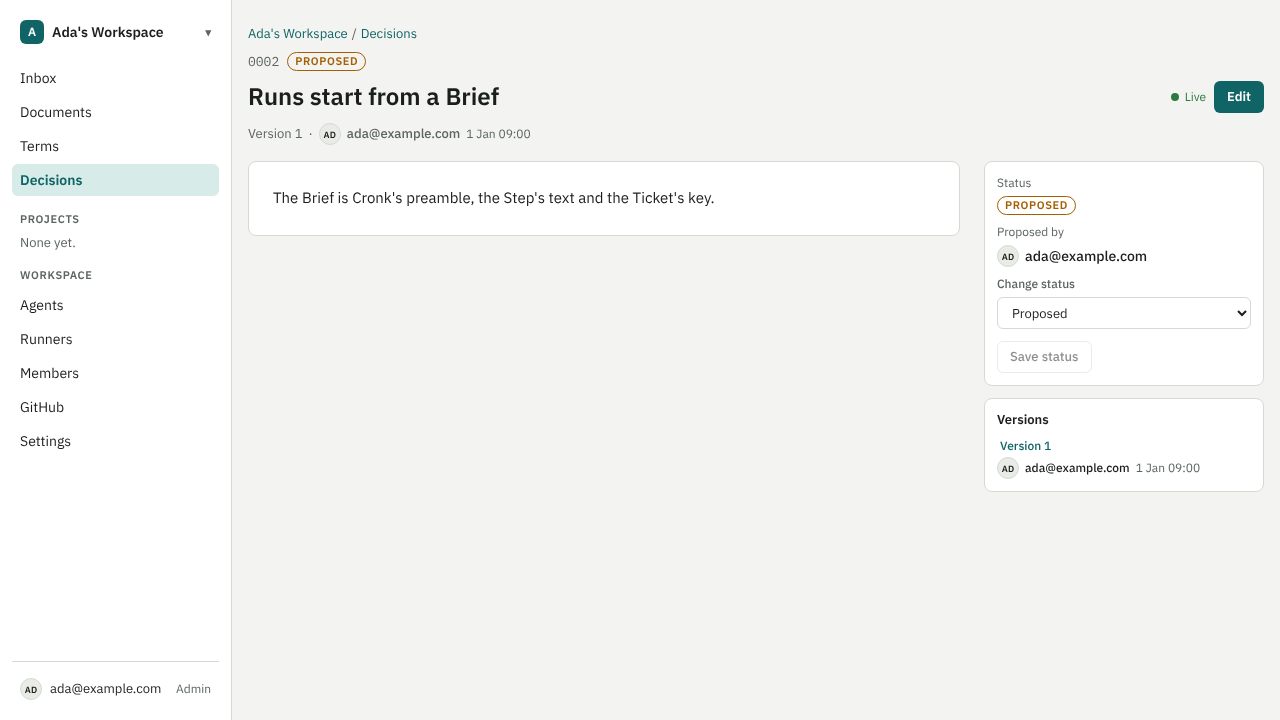 A Ada's Workspace ▾
Inbox
Documents
Terms
Decisions
PROJECTS
None yet.
WORKSPACE
Agents
Runners
Members
GitHub
Settings
AD ada@example.com Admin
Ada's Workspace / Decisions
0002 PROPOSED
Runs start from a Brief
Live Edit
Version 1 · AD ada@example.com 1 Jan 09:00
The Brief is Cronk's preamble, the Step's text and the Ticket's key.
Status
PROPOSED
Proposed by
AD ada@example.com
Change status
Proposed
Save status
Versions
Version 1
AD ada@example.com 1 Jan 09:00